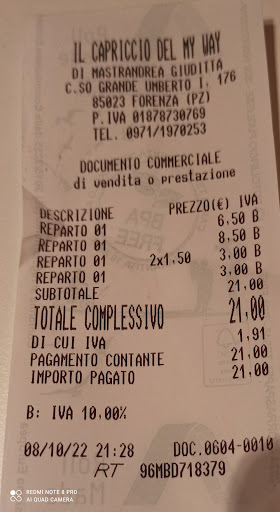 IL CAPRICCIO DEL MY WAY
DI MASTRANDREA GIUDITTA
C.SO GRANDE UMBERTO I, 176
85023 FORENZA (PZ)
P.IVA 01878730769
TEL. 0971/1970253
DOCUMENTO COMMERCIALE
di vendita o prestazione
DESCRIZIONE PREZZO(€) IVA
REPARTO 01 6,50 B
REPARTO 01 8,50 B
REPARTO 01 2x1,50 3,00 B
REPARTO 01 3,00 B
SUBTOTALE 21,00
TOTALE COMPLESSIVO 21,00
DI CUI IVA 1,91
PAGAMENTO CONTANTE 21,00
IMPORTO PAGATO 21,00
B: IVA 10,00%
08/10/22 21:28 DOC.0604-0010
RT 96MBD718379
BPA
FREE
REDMI NOTE 8 PRO
AI QUAD CAMERA